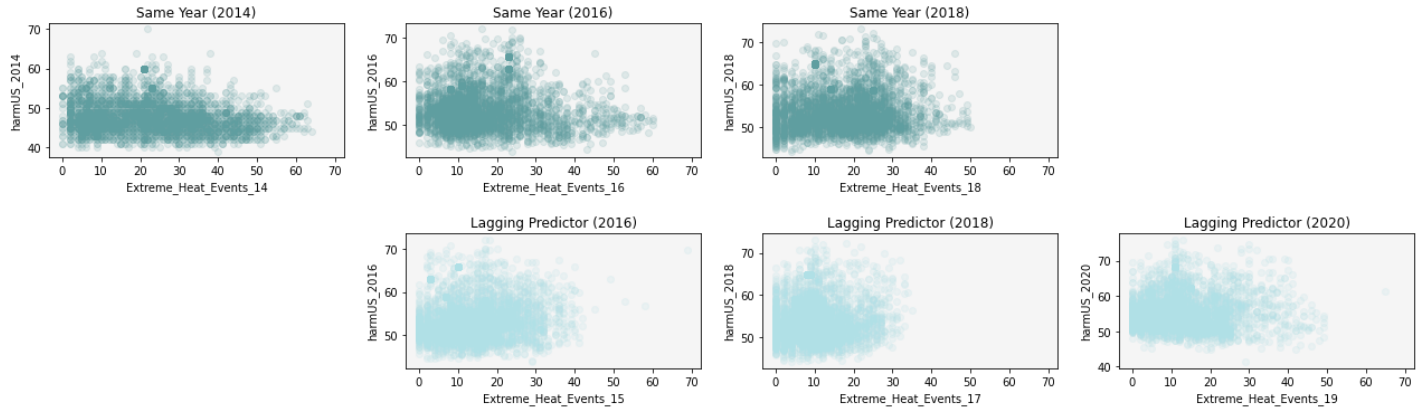 Same Year (2014)
harmUS_2014
70
60
50
40
0 10 20 30 40 50 60 70
Extreme_Heat_Events_14
Same Year (2016)
harmUS_2016
70
60
50
0 10 20 30 40 50 60 70
Extreme_Heat_Events_16
Same Year (2018)
harmUS_2018
70
60
50
0 10 20 30 40 50 60 70
Extreme_Heat_Events_18
Lagging Predictor (2016)
harmUS_2016
70
60
50
0 10 20 30 40 50 60 70
Extreme_Heat_Events_15
Lagging Predictor (2018)
harmUS_2018
70
60
50
0 10 20 30 40 50 60 70
Extreme_Heat_Events_17
Lagging Predictor (2020)
harmUS_2020
70
60
50
40
0 10 20 30 40 50 60 70
Extreme_Heat_Events_19